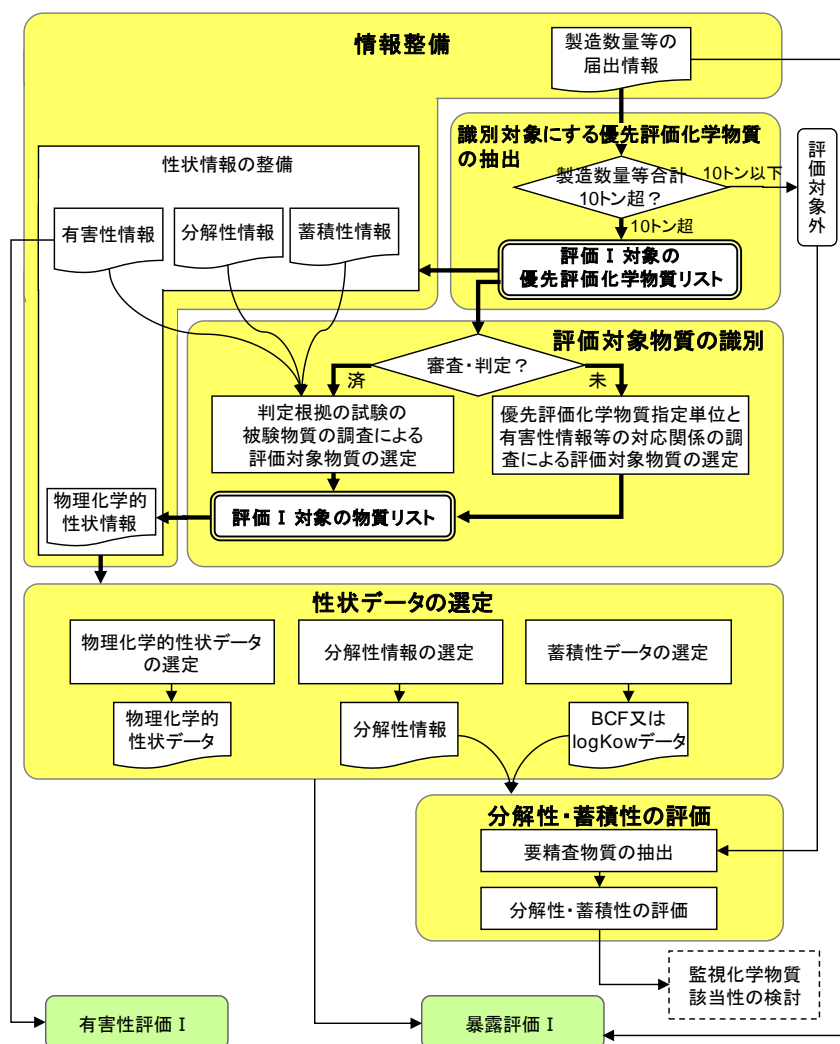 情報整備
製造数量等の
届出情報
識別対象にする優先評価化学物質
の抽出
製造数量等合計
10トン超？
10トン以下
10トン超
評価対象外
評価Ⅰ対象の
優先評価化学物質リスト
性状情報の整備
有害性情報
分解性情報
蓄積性情報
評価対象物質の識別
審査・判定？
済
未
判定根拠の試験の
被験物質の調査による
評価対象物質の選定
優先評価化学物質指定単位と
有害性情報等の対応関係の調
査による評価対象物質の選定
評価Ⅰ対象の物質リスト
物理化学的
性状情報
性状データの選定
物理化学的性状データ
の選定
分解性情報の選定
蓄積性データの選定
物理化学的
性状データ
分解性情報
BCF又は
logKowデータ
分解性・蓄積性の評価
要精査物質の抽出
分解性・蓄積性の評価
監視化学物質
該当性の検討
有害性評価Ⅰ
暴露評価Ⅰ